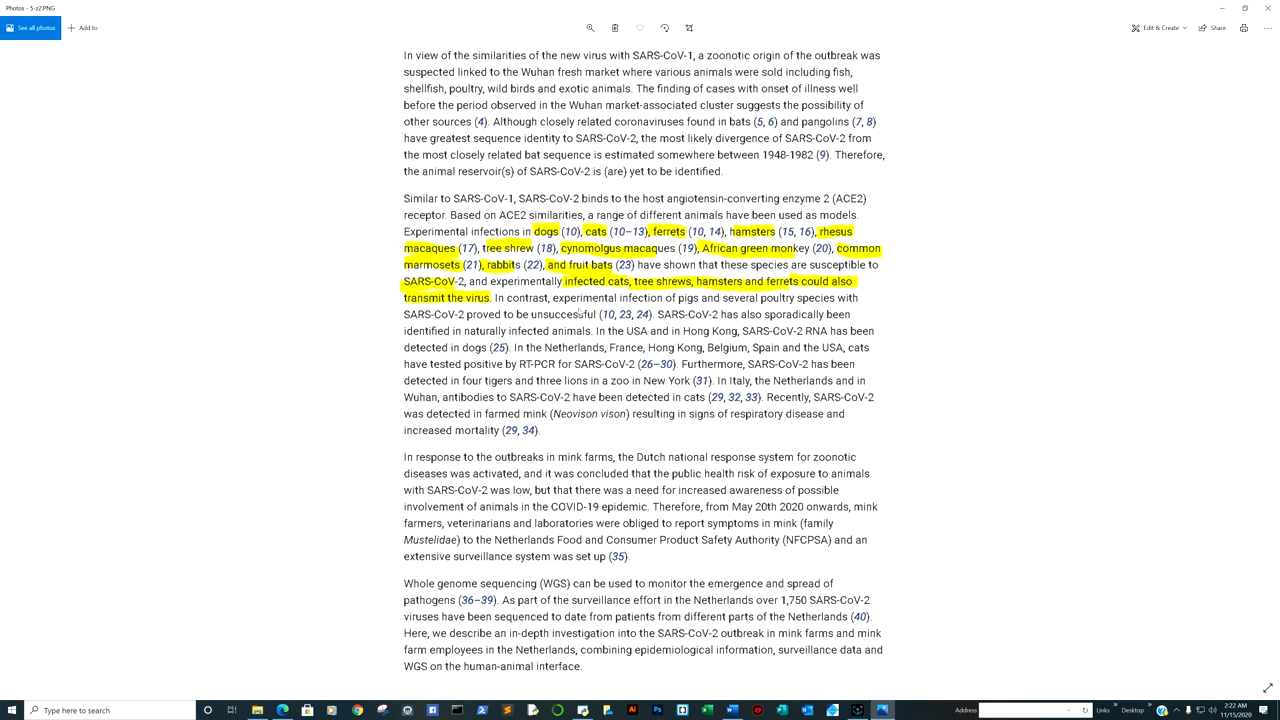 Photos - 5-z2.PNG
See all photos
Add to
Edit & Create
Share
In view of the similarities of the new virus with SARS-CoV-1, a zoonotic origin of the outbreak was
suspected linked to the Wuhan fresh market where various animals were sold including fish,
shellfish, poultry, wild birds and exotic animals. The finding of cases with onset of illness well
before the period observed in the Wuhan market-associated cluster suggests the possibility of
other sources (4). Although closely related coronaviruses found in bats (5, 6) and pangolins (7, 8)
have greatest sequence identity to SARS-CoV-2, the most likely divergence of SARS-CoV-2 from
the most closely related bat sequence is estimated somewhere between 1948-1982 (9). Therefore,
the animal reservoir(s) of SARS-CoV-2 is (are) yet to be identified.
Similar to SARS-CoV-1, SARS-CoV-2 binds to the host angiotensin-converting enzyme 2 (ACE2)
receptor. Based on ACE2 similarities, a range of different animals have been used as models.
Experimental infections in dogs (10), cats (10–13), ferrets (10, 14), hamsters (15, 16), rhesus
macaques (17), tree shrew (18), cynomolgus macaques (19), African green monkey (20), common
marmosets (21), rabbits (22), and fruit bats (23) have shown that these species are susceptible to
SARS-CoV-2, and experimentally infected cats, tree shrews, hamsters and ferrets could also
transmit the virus. In contrast, experimental infection of pigs and several poultry species with
SARS-CoV-2 proved to be unsuccessful (10, 23, 24). SARS-CoV-2 has also sporadically been
identified in naturally infected animals. In the USA and in Hong Kong, SARS-CoV-2 RNA has been
detected in dogs (25). In the Netherlands, France, Hong Kong, Belgium, Spain and the USA, cats
have tested positive by RT-PCR for SARS-CoV-2 (26–30). Furthermore, SARS-CoV-2 has been
detected in four tigers and three lions in a zoo in New York (31). In Italy, the Netherlands and in
Wuhan, antibodies to SARS-CoV-2 have been detected in cats (29, 32, 33). Recently, SARS-CoV-2
was detected in farmed mink (Neovison vison) resulting in signs of respiratory disease and
increased mortality (29, 34).
In response to the outbreaks in mink farms, the Dutch national response system for zoonotic
diseases was activated, and it was concluded that the public health risk of exposure to animals
with SARS-CoV-2 was low, but that there was a need for increased awareness of possible
involvement of animals in the COVID-19 epidemic. Therefore, from May 20th 2020 onwards, mink
farmers, veterinarians and laboratories were obliged to report symptoms in mink (family
Mustelidae) to the Netherlands Food and Consumer Product Safety Authority (NFCPSA) and an
extensive surveillance system was set up (35).
Whole genome sequencing (WGS) can be used to monitor the emergence and spread of
pathogens (36–39). As part of the surveillance effort in the Netherlands over 1,750 SARS-CoV-2
viruses have been sequenced to date from patients from different parts of the Netherlands (40).
Here, we describe an in-depth investigation into the SARS-CoV-2 outbreak in mink farms and mink
farm employees in the Netherlands, combining epidemiological information, surveillance data and
WGS on the human-animal interface.
Type here to search
Address
Links
Desktop
2:22 AM
11/15/2020